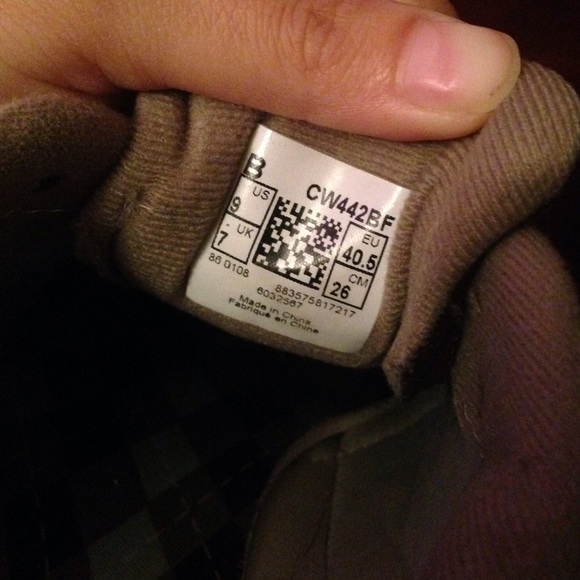 B CW442BF
US EU
9 40.5
UK CM
7 26
86 0108 883575817217
6032567
Made in China
Fabriqué en Chine